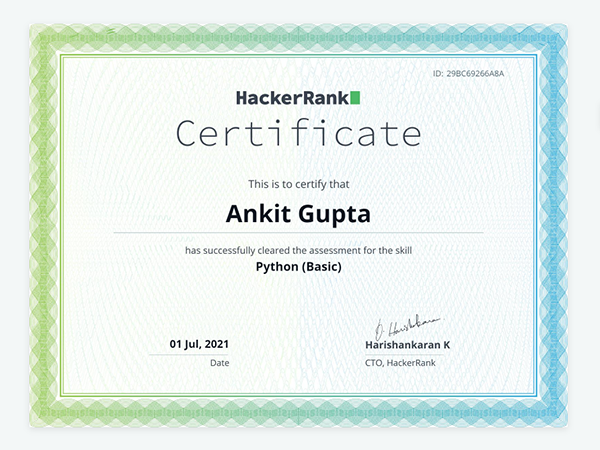 ID: 29BC69266A8A
HackerRank
Certificate
This is to certify that
Ankit Gupta
has successfully cleared the assessment for the skill
Python (Basic)
01 Jul, 2021
Date
Harishankaran
Harishankaran K
CTO, HackerRank